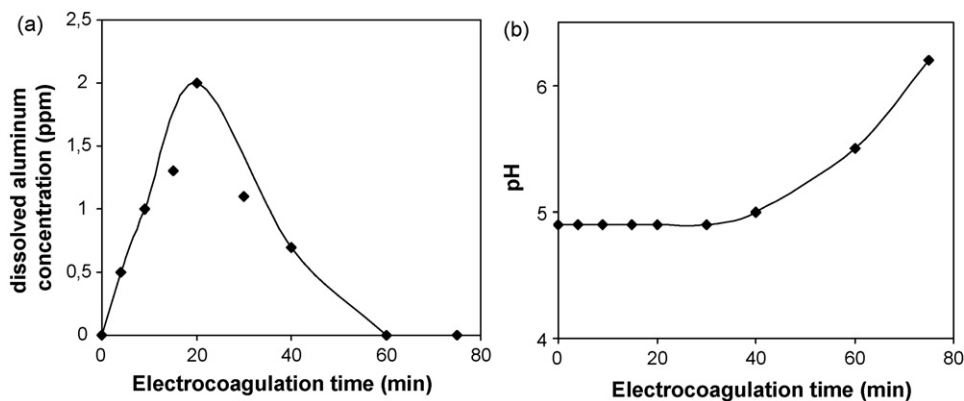 (a)
2,5
2
1,5
1
0,5
0
0 20 40 60 80
dissolved aluminum
concentration (ppm)
Electrocoagulation time (min)
(b)
6
5
4
0 20 40 60 80
pH
Electrocoagulation time (min)